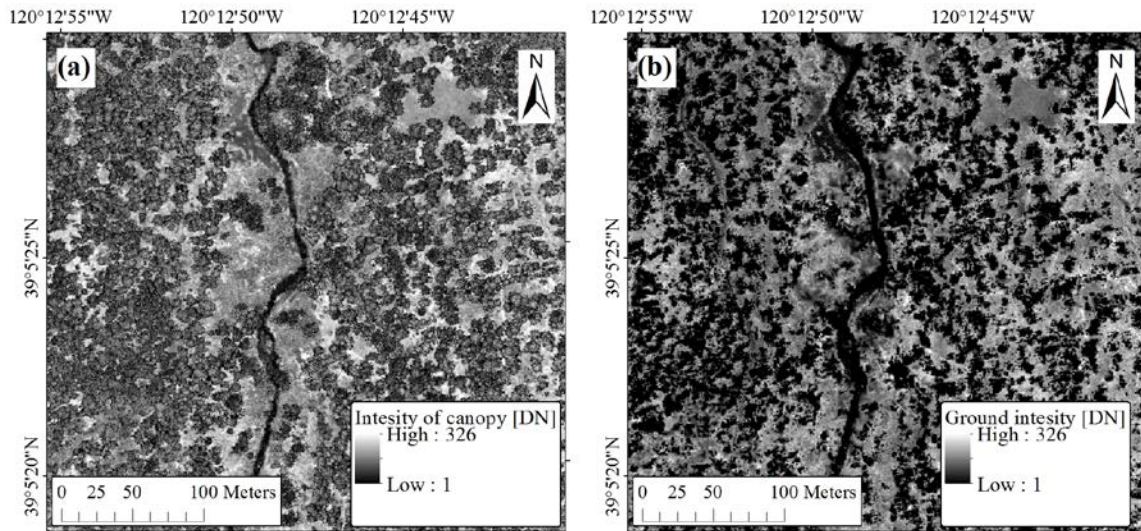 120°12'55"W 120°12'50"W 120°12'45"W
(a)
N
39°5'25"N
39°5'20"N
Intesity of canopy [DN]
High : 326
Low : 1
0 25 50 100 Meters
120°12'55"W 120°12'50"W 120°12'45"W
(b)
N
39°5'25"N
39°5'20"N
Ground intesity [DN]
High : 326
Low : 1
0 25 50 100 Meters